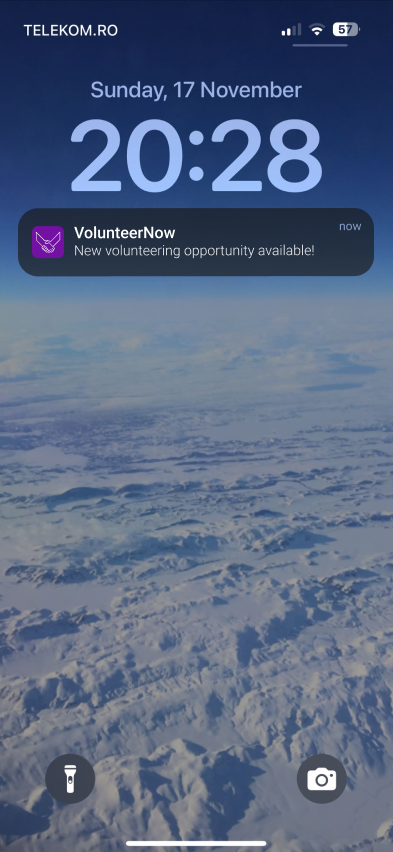 TELEKOM.RO
57
Sunday, 17 November
20:28
VolunteerNow
now
New volunteering opportunity available!